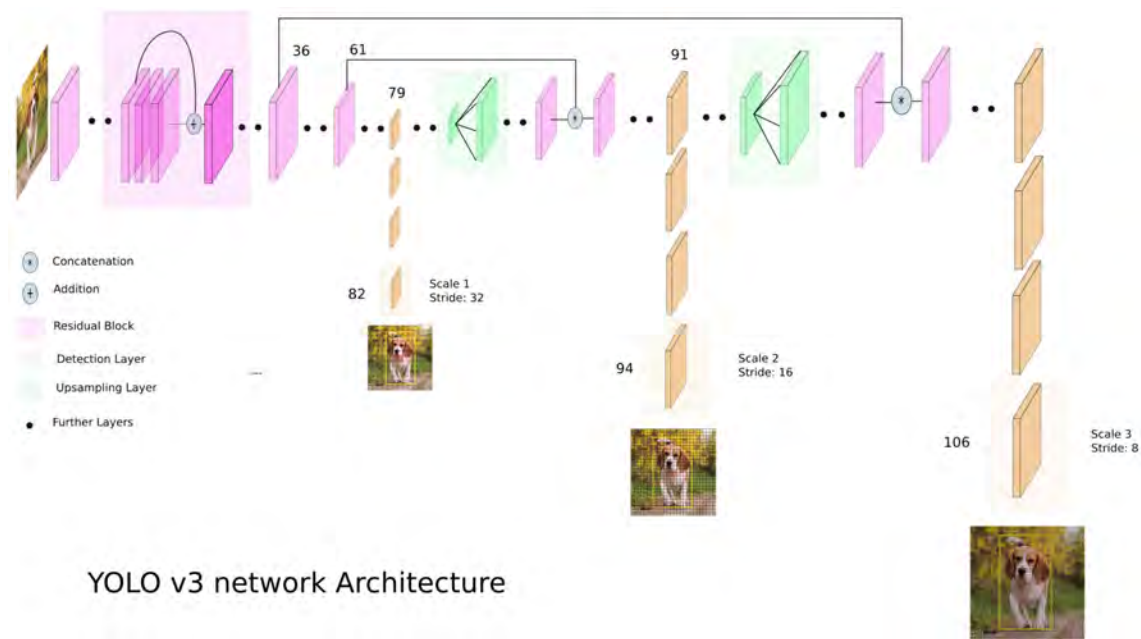 36
61
79
91
Concatenation
Addition
Residual Block
Detection Layer
Upsampling Layer
Further Layers
82
Scale 1
Stride: 32
94
Scale 2
Stride: 16
106
Scale 3
Stride: 8
YOLO v3 network Architecture